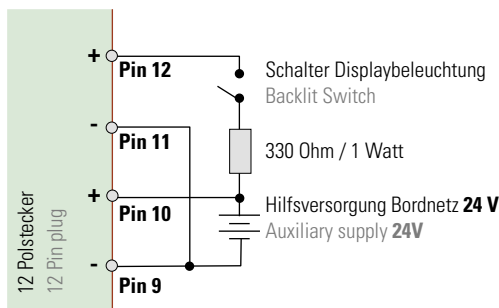 +
Pin 12
Schalter Displaybeleuchtung
Backlit Switch
-
Pin 11
330 Ohm / 1 Watt
+
Pin 10
Hilfsversorgung Bordnetz 24 V
Auxiliary supply 24V
-
Pin 9
12 Polstecker
12 Pin plug